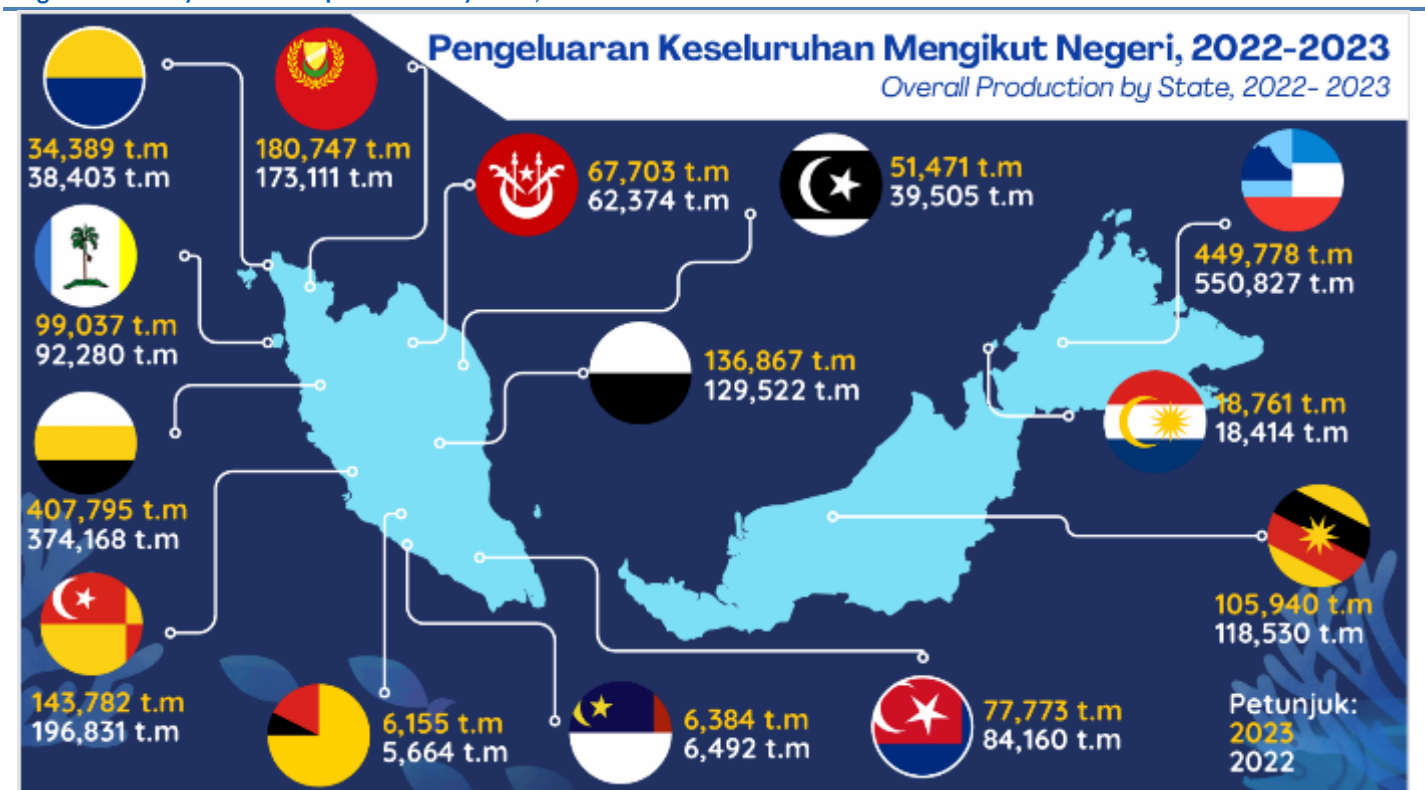 Pengeluaran Keseluruhan Mengikut Negeri, 2022-2023
Overall Production by State, 2022- 2023
34,389 t.m
38,403 t.m
180,747 t.m
173,111 t.m
67,703 t.m
62,374 t.m
51,471 t.m
39,505 t.m
449,778 t.m
550,827 t.m
99,037 t.m
92,280 t.m
136,867 t.m
129,522 t.m
18,761 t.m
18,414 t.m
407,795 t.m
374,168 t.m
105,940 t.m
118,530 t.m
143,782 t.m
196,831 t.m
6,155 t.m
5,664 t.m
6,384 t.m
6,492 t.m
77,773 t.m
84,160 t.m
Petunjuk:
2023
2022